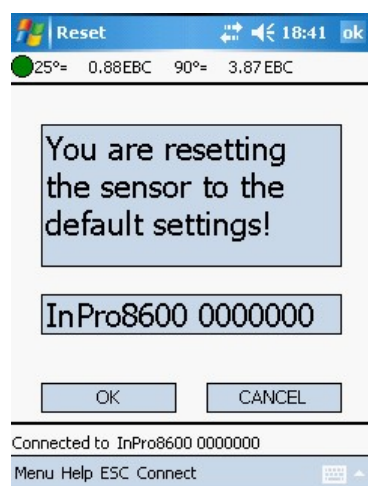 Reset 18:41 ok
25°= 0.88EBC 90°= 3.87EBC
You are resetting
the sensor to the
default settings!
InPro8600 0000000
OK CANCEL
Connected to InPro8600 0000000
Menu Help ESC Connect